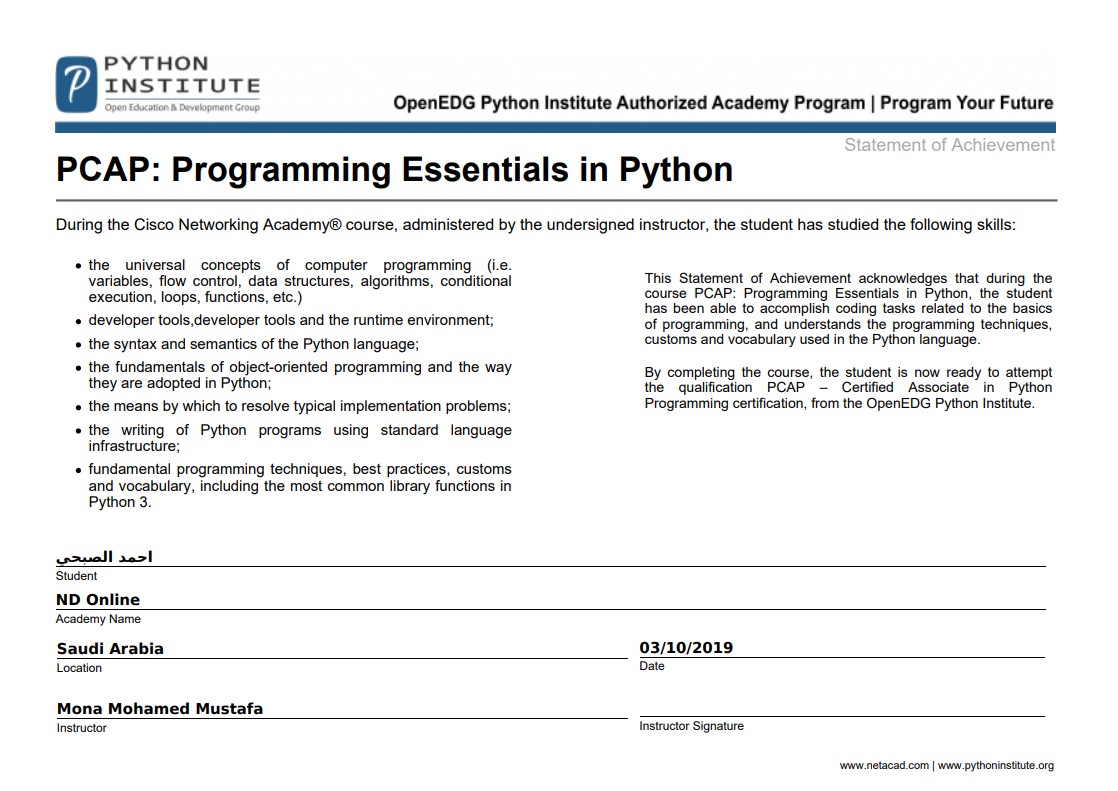 PYTHON
INSTITUTE
Open Education & Development Group
OpenEDG Python Institute Authorized Academy Program | Program Your Future
Statement of Achievement
PCAP: Programming Essentials in Python
During the Cisco Networking Academy® course, administered by the undersigned instructor, the student has studied the following skills:
• the universal concepts of computer programming (i.e.
variables, flow control, data structures, algorithms, conditional
execution, loops, functions, etc.)
• developer tools,developer tools and the runtime environment;
• the syntax and semantics of the Python language;
• the fundamentals of object-oriented programming and the way
they are adopted in Python;
• the means by which to resolve typical implementation problems;
• the writing of Python programs using standard language
infrastructure;
• fundamental programming techniques, best practices, customs
and vocabulary, including the most common library functions in
Python 3.
This Statement of Achievement acknowledges that during the
course PCAP: Programming Essentials in Python, the student
has been able to accomplish coding tasks related to the basics
of programming, and understands the programming techniques,
customs and vocabulary used in the Python language.
By completing the course, the student is now ready to attempt
the qualification PCAP – Certified Associate in Python
Programming certification, from the OpenEDG Python Institute.
احمد الصبحي
Student
ND Online
Academy Name
Saudi Arabia
Location
03/10/2019
Date
Mona Mohamed Mustafa
Instructor
Instructor Signature
www.netacad.com | www.pythoninstitute.org